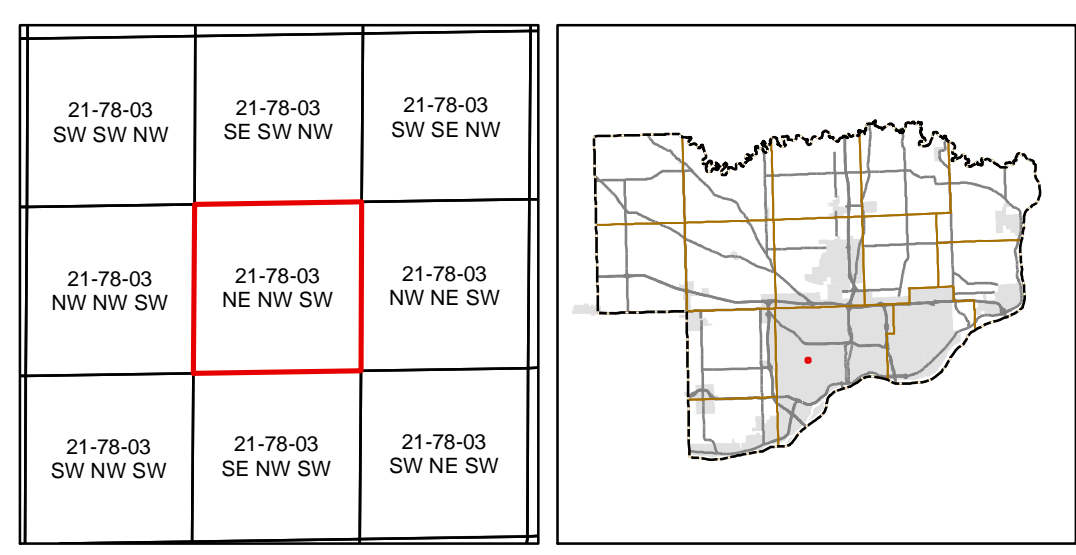 21-78-03
SW SW NW
21-78-03
SE SW NW
21-78-03
SW SE NW
21-78-03
NW NW SW
21-78-03
NE NW SW
21-78-03
NW NE SW
21-78-03
SW NW SW
21-78-03
SE NW SW
21-78-03
SW NE SW